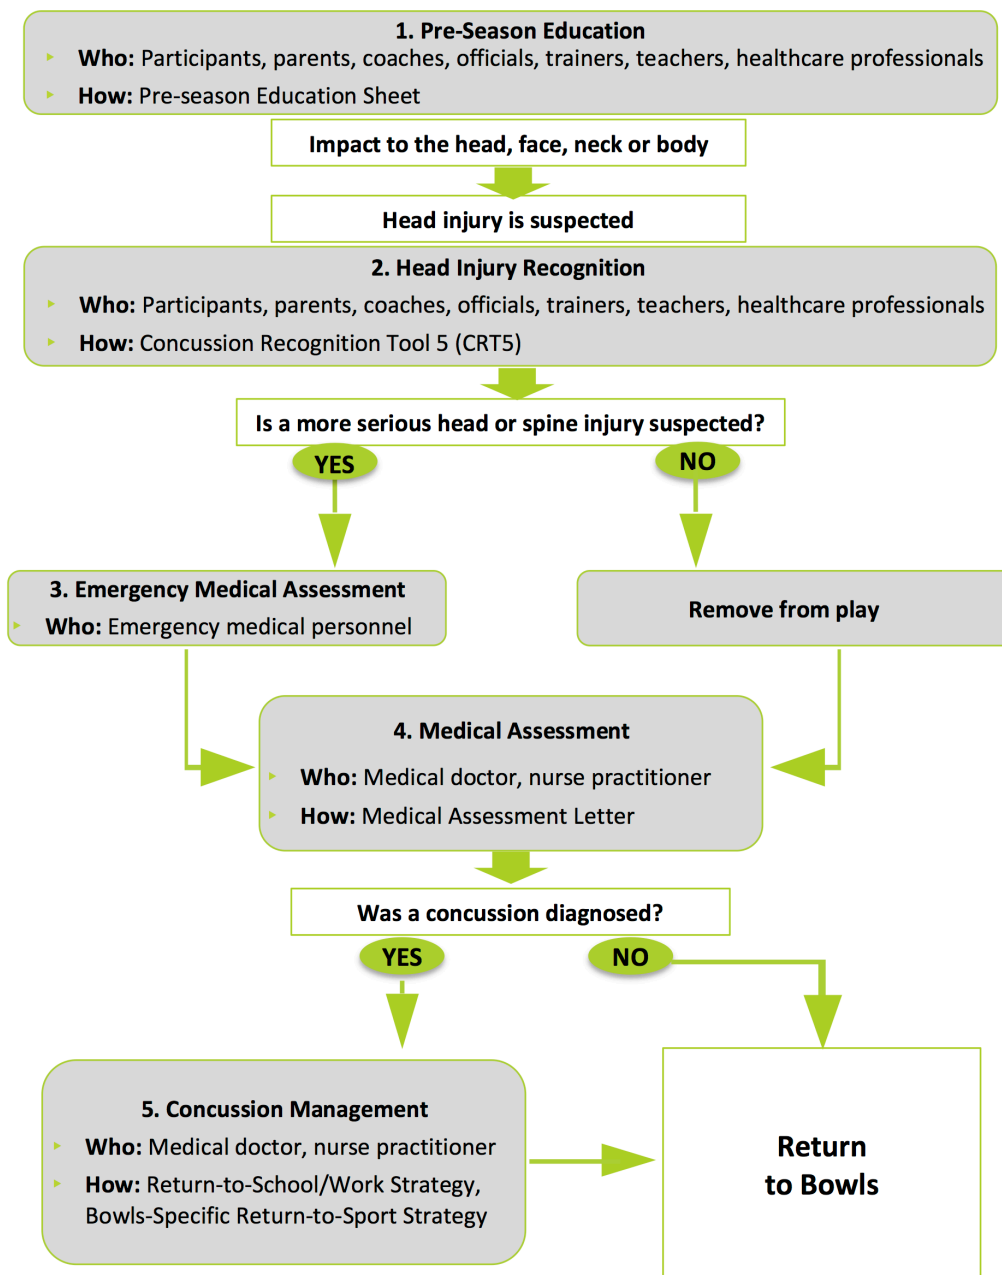 1. Pre-Season Education
Who: Participants, parents, coaches, officials, trainers, teachers, healthcare professionals
How: Pre-season Education Sheet
Impact to the head, face, neck or body
Head injury is suspected
2. Head Injury Recognition
Who: Participants, parents, coaches, officials, trainers, teachers, healthcare professionals
How: Concussion Recognition Tool 5 (CRT5)
Is a more serious head or spine injury suspected?
YES
NO
3. Emergency Medical Assessment
Who: Emergency medical personnel
Remove from play
4. Medical Assessment
Who: Medical doctor, nurse practitioner
How: Medical Assessment Letter
Was a concussion diagnosed?
YES
NO
5. Concussion Management
Who: Medical doctor, nurse practitioner
How: Return-to-School/Work Strategy,
Bowls-Specific Return-to-Sport Strategy
Return
to Bowls